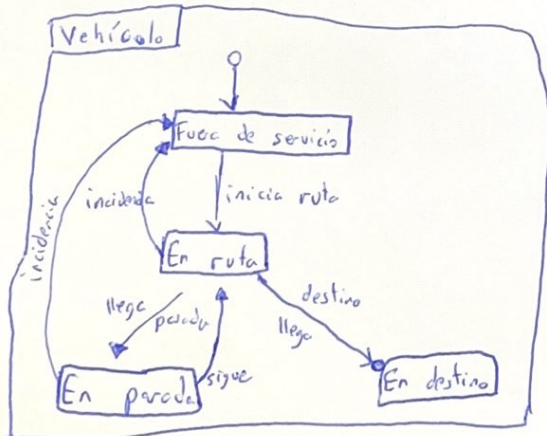 Vehículo
Fuera de servicio
incidencia
incidencia
inicia ruta
En ruta
llega parada
destino
llega
En parada
sigue
En destino